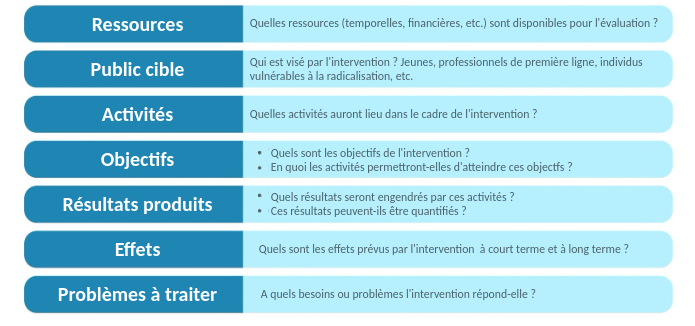 Ressources
Quelles ressources (temporelles, financières, etc.) sont disponibles pour l'évaluation ?
Public cible
Qui est visé par l'intervention ? Jeunes, professionnels de première ligne, individus
vulnérables à la radicalisation, etc.
Activités
Quelles activités auront lieu dans le cadre de l'intervention ?
Objectifs
• Quels sont les objectifs de l'intervention ?
• En quoi les activités permettront-elles d'atteindre ces objectfs ?
Résultats produits
• Quels résultats seront engendrés par ces activités ?
• Ces résultats peuvent-ils être quantifiés ?
Effets
Quels sont les effets prévus par l'intervention à court terme et à long terme ?
Problèmes à traiter
A quels besoins ou problèmes l'intervention répond-elle ?